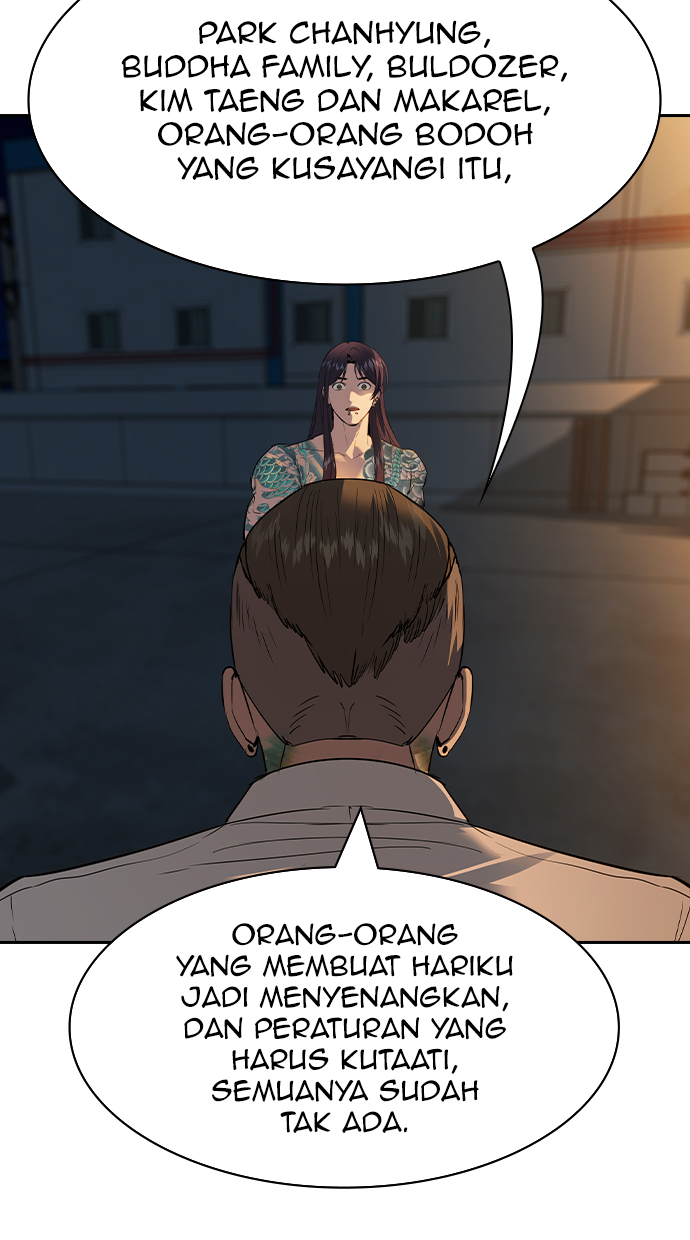 PARK CHANHYUNG,
BUDDHA FAMILY, BULDOZER,
KIM TAENG DAN MAKAREL,
ORANG-ORANG BODOH
YANG KUSAYANGI ITU,
ORANG-ORANG
YANG MEMBUAT HARIKU
JADI MENYENANGKAN,
DAN PERATURAN YANG
HARUS KUTAATI,
SEMUANYA SUDAH
TAK ADA.